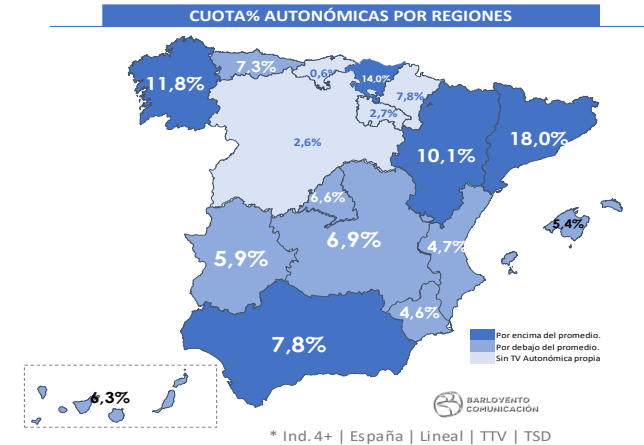 CUOTA% AUTONÓMICAS POR REGIONES
7.3%
0,6%
14,0%
11,8%
7,8%
2,7%
18,0%
2,6%
10,1%
6,6%
5,4%
6,9%
4,7%
5,9%
4,6%
7,8%
Por encima del promedio.
Por debajo del promedio.
Sin TV Autonómica propia
6,3%
BARLOVENTO
COMUNICACIÓN
* Ind. 4+ | España | Lineal | TTV | TSD